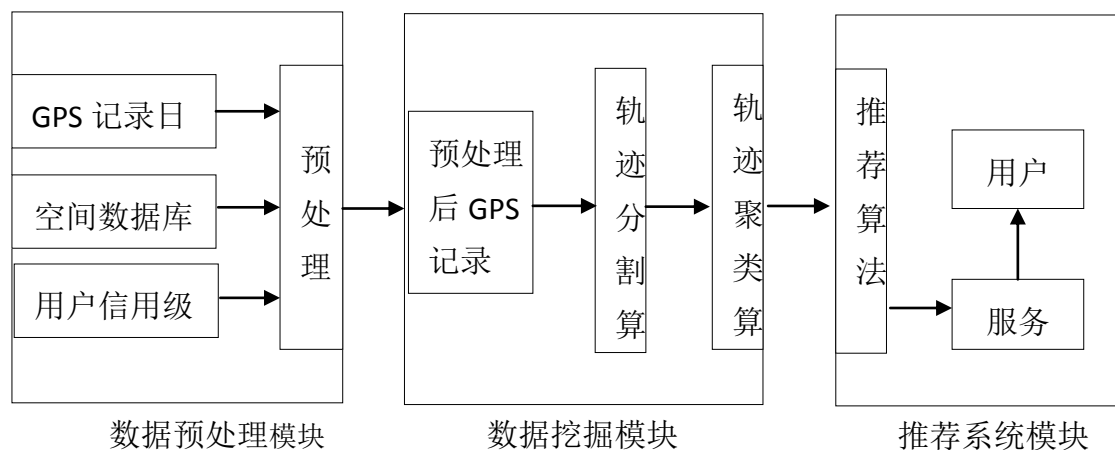 GPS 记录日
空间数据库
用户信用级
预处理
预处理
后 GPS
记录
轨迹分割算
轨迹聚类算
推荐算法
用户
服务
数据预处理模块
数据挖掘模块
推荐系统模块